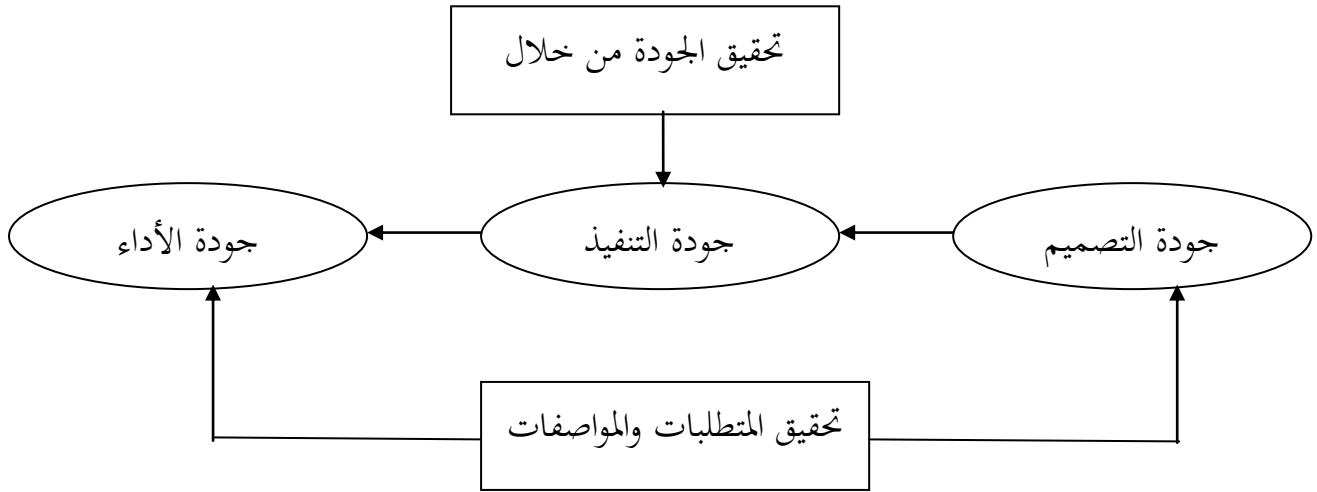 تحقيق الجودة من خلال
جودة التصميم
جودة التنفيذ
جودة الأداء
تحقيق المتطلبات والمواصفات